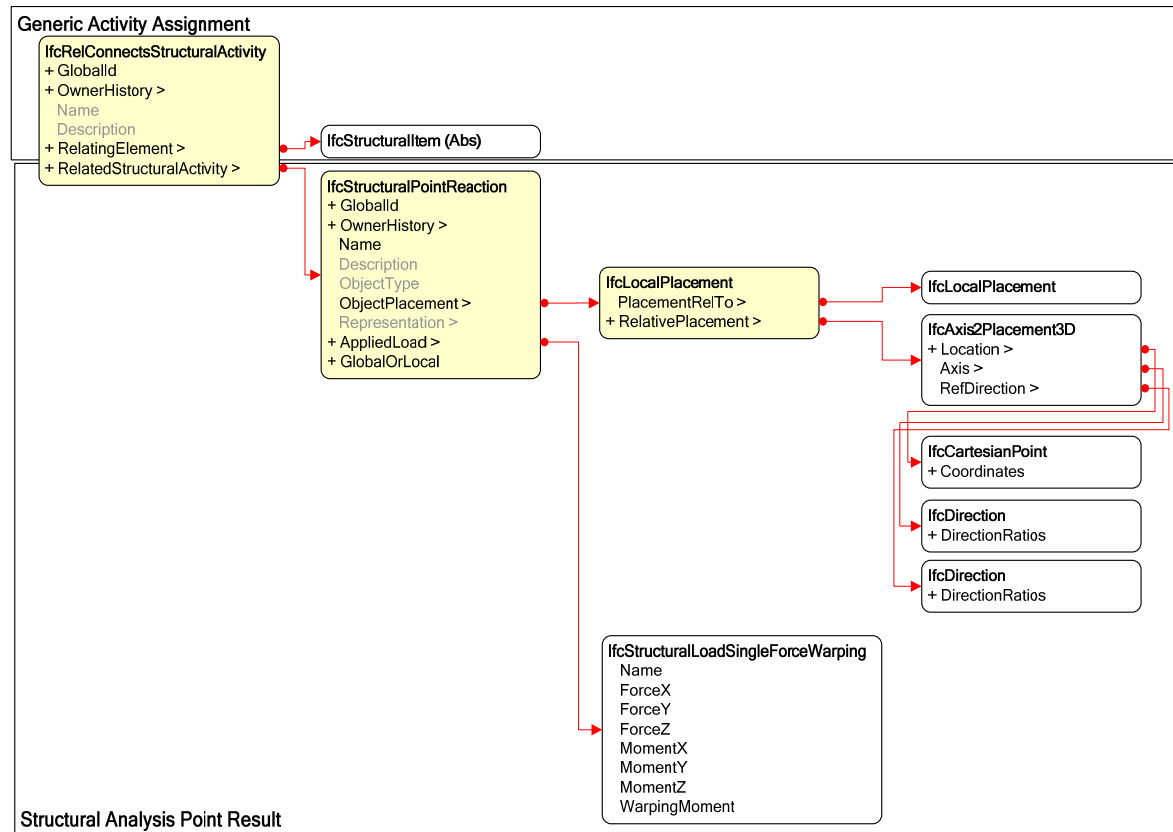 Generic Activity Assignment
IfcRelConnectsStructuralActivity
+ GlobalId
+ OwnerHistory >
Name
Description
+ RelatingElement >
+ RelatedStructuralActivity >
IfcStructuralItem (Abs)
IfcStructuralPointReaction
+ GlobalId
+ OwnerHistory >
Name
Description
ObjectType
ObjectPlacement >
Representation >
+ AppliedLoad >
+ GlobalOrLocal
IfcLocalPlacement
PlacementRelTo >
+ RelativePlacement >
IfcLocalPlacement
IfcAxis2Placement3D
+ Location >
Axis >
RefDirection >
IfcCartesianPoint
+ Coordinates
IfcDirection
+ DirectionRatios
IfcDirection
+ DirectionRatios
IfcStructuralLoadSingleForceWarping
Name
ForceX
ForceY
ForceZ
MomentX
MomentY
MomentZ
WarpingMoment
Structural Analysis Point Result